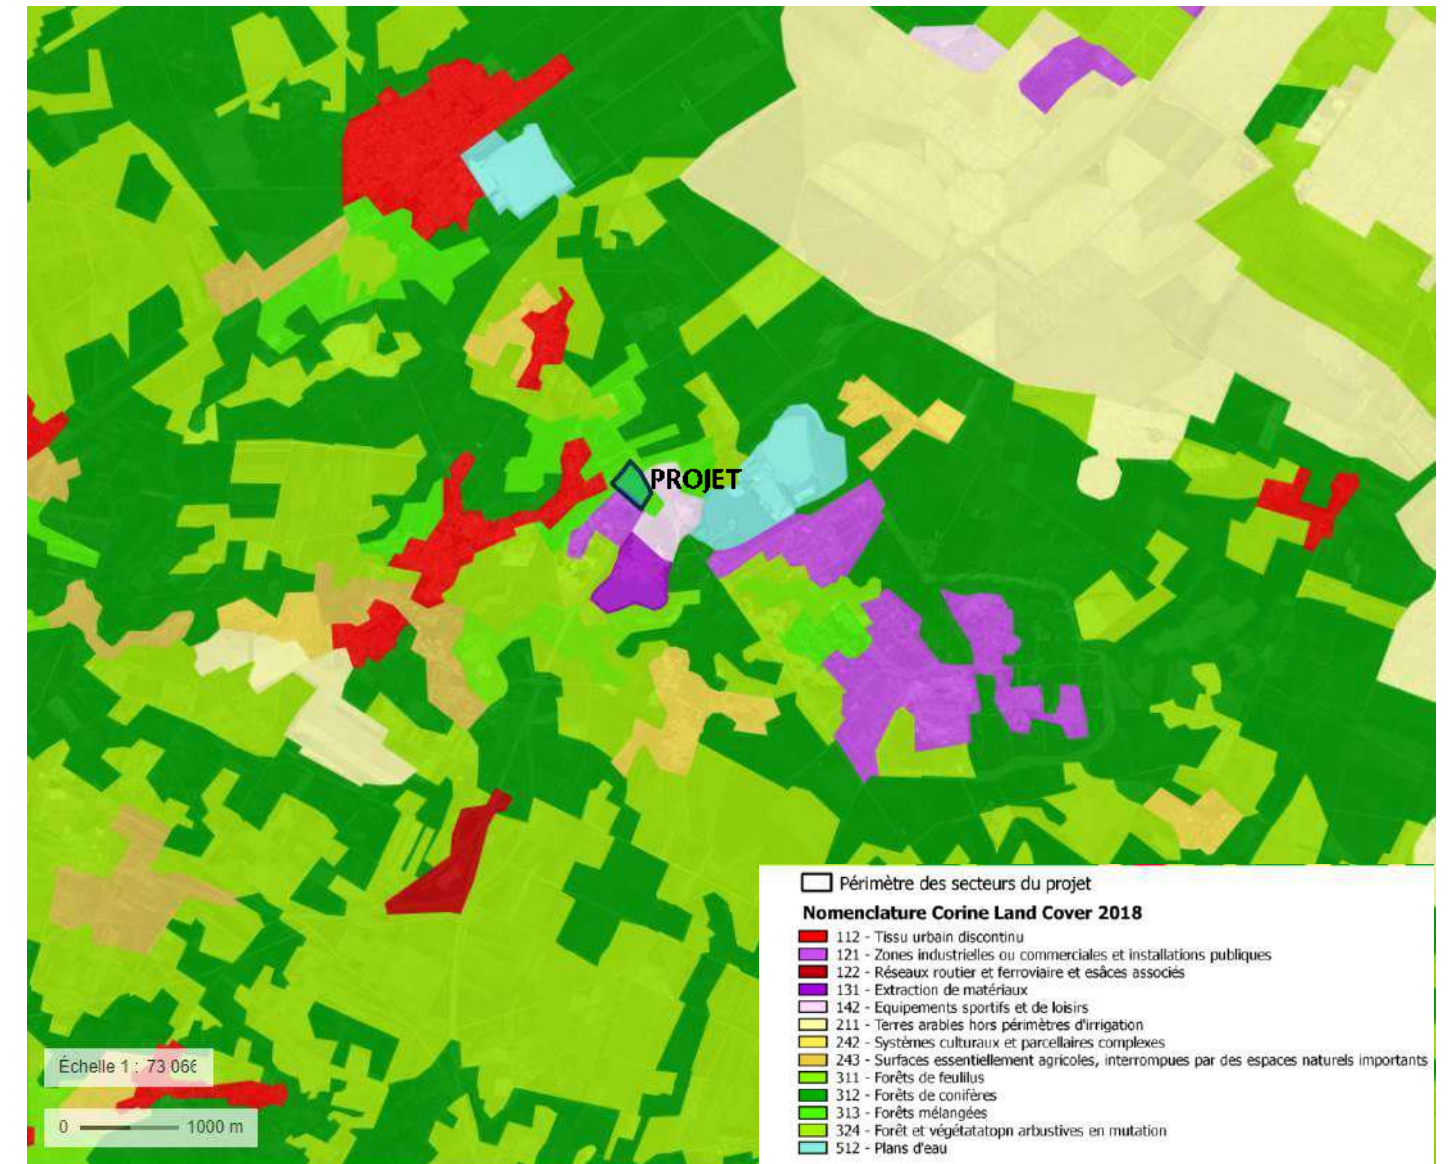 PROJET
Périmètre des secteurs du projet
Nomenclature Corine Land Cover 2018
112 - Tissu urbain discontinu
121 - Zones industrielles ou commerciales et installations publiques
122 - Réseaux routier et ferroviaire et esâces associés
131 - Extraction de matériaux
142 - Equipements sportifs et de loisirs
211 - Terres arables hors périmètres d'irrigation
242 - Systèmes culturaux et parcellaires complexes
243 - Surfaces essentiellement agricoles, interrompues par des espaces naturels importants
311 - Forêts de feulilus
312 - Forêts de conifères
313 - Forêts mélangées
324 - Forêt et végétatatopn arbustives en mutation
512 - Plans d'eau
Échelle 1 : 73 066
0 1000 m